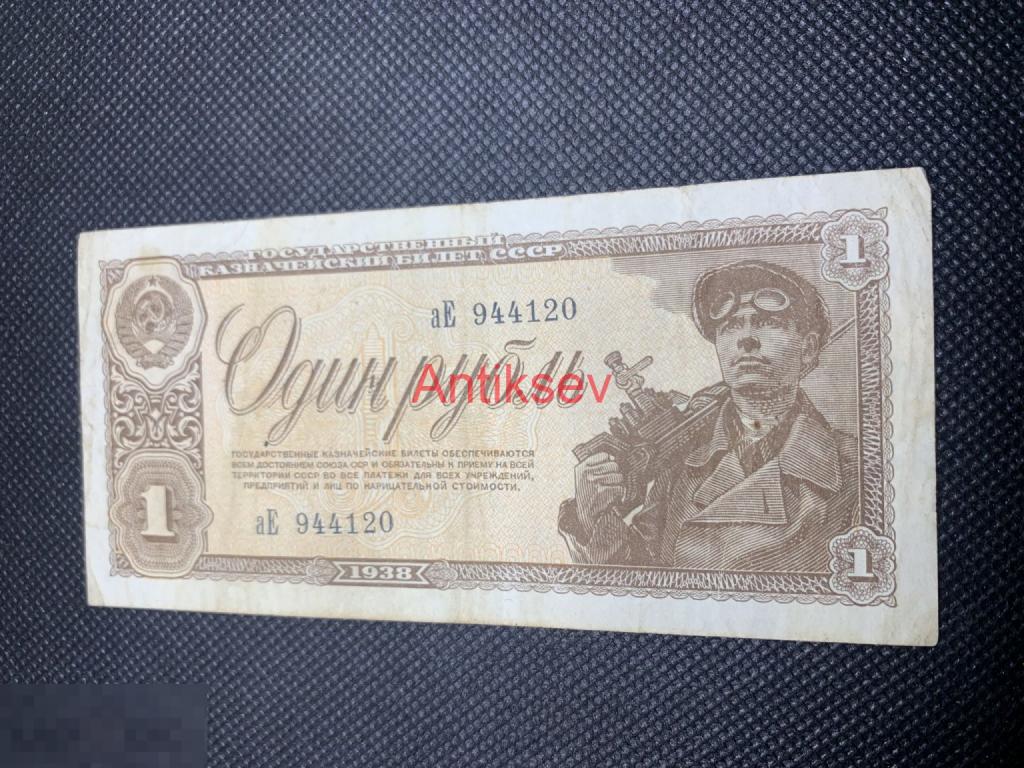 ГОСУДАРСТВЕННЫЙ
КАЗНАЧЕЙСКИЙ БИЛЕТ СССР
1
аЕ 944120
Один рубль
Antiksev
ГОСУДАРСТВЕННЫЕ КАЗНАЧЕЙСКИЕ БИЛЕТЫ ОБЕСПЕЧИВАЮТСЯ
ВСЕМ ДОСТОЯНИЕМ СОЮЗА ССР И ОБЯЗАТЕЛЬНЫ К ПРИЕМУ НА ВСЕЙ
ТЕРРИТОРИИ СССР ВО ВСЕ ПЛАТЕЖИ ДЛЯ ВСЕХ УЧРЕЖДЕНИЙ,
ПРЕДПРИЯТИЙ И ЛИЦ ПО НАРИЦАТЕЛЬНОЙ СТОИМОСТИ.
1
аЕ 944120
1938
1